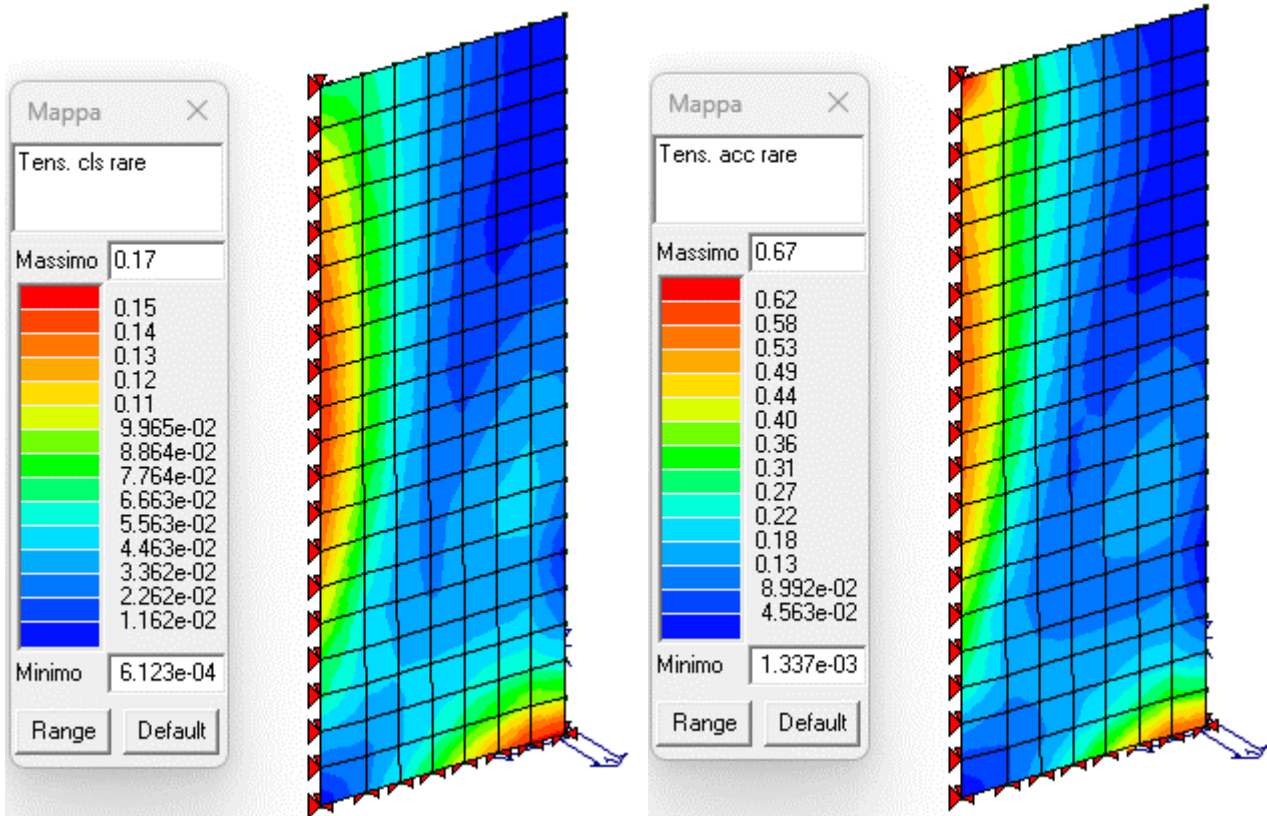 Mappa
Tens. cls rare
Massimo 0.17
0.15
0.14
0.13
0.12
0.11
9.965e-02
8.864e-02
7.764e-02
6.663e-02
5.563e-02
4.463e-02
3.362e-02
2.262e-02
1.162e-02
Minimo 6.123e-04
Range Default
Mappa
Tens. acc rare
Massimo 0.67
0.62
0.58
0.53
0.49
0.44
0.40
0.36
0.31
0.27
0.22
0.18
0.13
8.992e-02
4.563e-02
Minimo 1.337e-03
Range Default